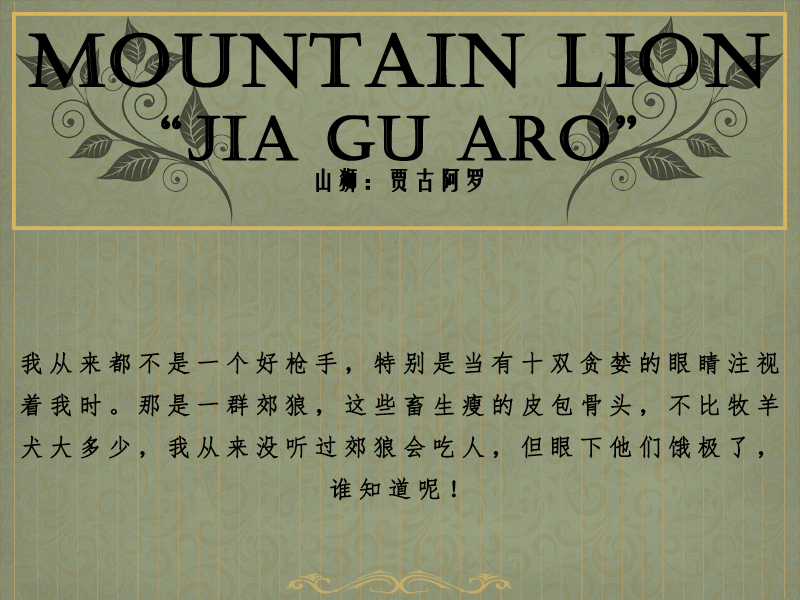 MOUNTAIN LION
“JIA GU ARO”
山狮：贾古阿罗
我从来都不是一个好枪手，特别是当有十双贪婪的眼睛注视
着我时。那是一群郊狼，这些畜生瘦的皮包骨头，不比牧羊
犬大多少，我从来没听过郊狼会吃人，但眼下他们饿极了，
谁知道呢！